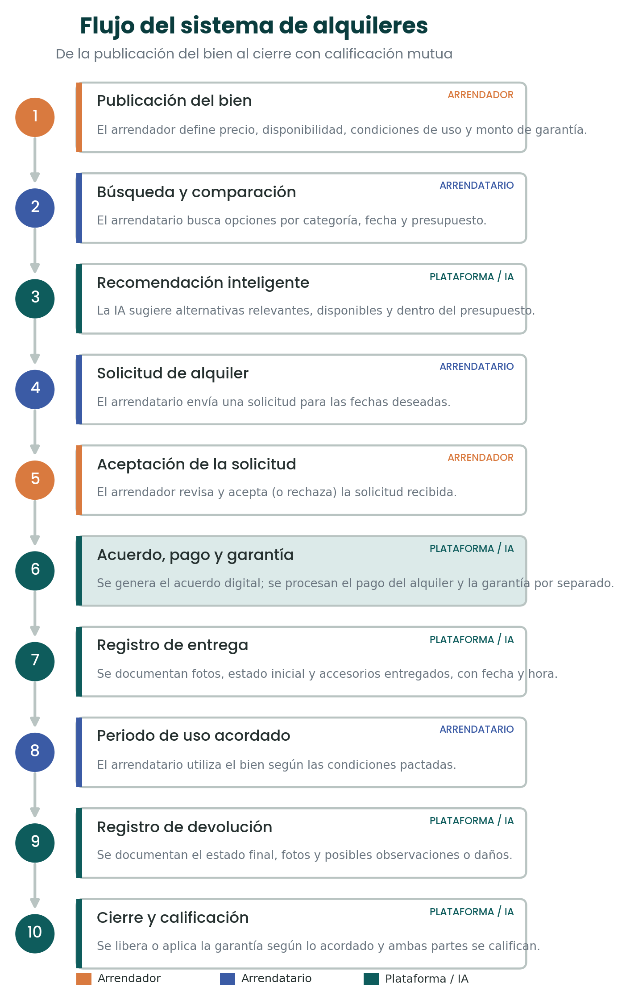 Flujo del sistema de alquileres
De la publicación del bien al cierre con calificación mutua
1
Publicación del bien
ARRENDADOR
El arrendador define precio, disponibilidad, condiciones de uso y monto de garantía.
2
Búsqueda y comparación
ARRENDATARIO
El arrendatario busca opciones por categoría, fecha y presupuesto.
3
Recomendación inteligente
PLATAFORMA / IA
La IA sugiere alternativas relevantes, disponibles y dentro del presupuesto.
4
Solicitud de alquiler
ARRENDATARIO
El arrendatario envía una solicitud para las fechas deseadas.
5
Aceptación de la solicitud
ARRENDADOR
El arrendador revisa y acepta (o rechaza) la solicitud recibida.
6
Acuerdo, pago y garantía
PLATAFORMA / IA
Se genera el acuerdo digital; se procesan el pago del alquiler y la garantía por separado.
7
Registro de entrega
PLATAFORMA / IA
Se documentan fotos, estado inicial y accesorios entregados, con fecha y hora.
8
Periodo de uso acordado
ARRENDATARIO
El arrendatario utiliza el bien según las condiciones pactadas.
9
Registro de devolución
PLATAFORMA / IA
Se documentan el estado final, fotos y posibles observaciones o daños.
10
Cierre y calificación
PLATAFORMA / IA
Se libera o aplica la garantía según lo acordado y ambas partes se califican.
Arrendador
Arrendatario
Plataforma / IA